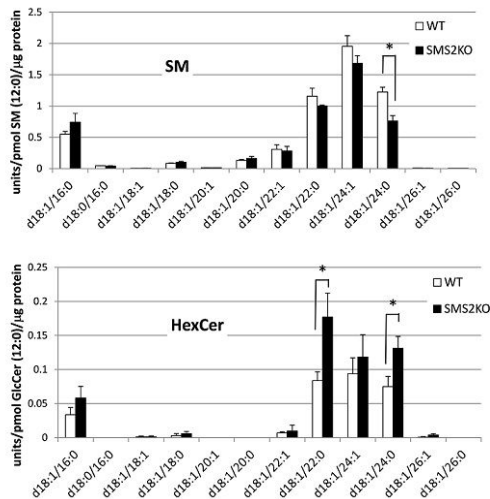 units/pmol SM (12:0)/μg protein
2.5
2
1.5
1
0.5
0
SM
WT
SMS2KO
*
d18:1/16:0
d18:0/16:0
d18:1/18:1
d18:1/18:0
d18:1/20:1
d18:1/20:0
d18:1/22:1
d18:1/22:0
d18:1/24:1
d18:1/24:0
d18:1/26:1
d18:1/26:0
units/pmol GlcCer (12:0)/μg protein
0.25
0.2
0.15
0.1
0.05
0
HexCer
WT
SMS2KO
*
*
d18:1/16:0
d18:0/16:0
d18:1/18:1
d18:1/18:0
d18:1/20:1
d18:1/20:0
d18:1/22:1
d18:1/22:0
d18:1/24:1
d18:1/24:0
d18:1/26:1
d18:1/26:0